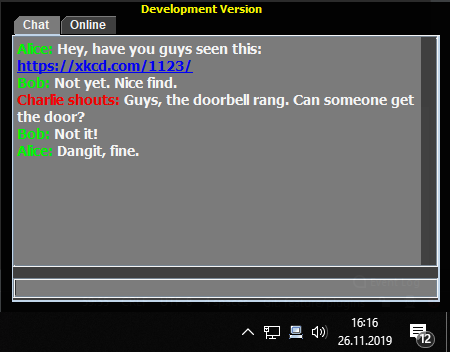 Development Version
Chat Online
Alice: Hey, have you guys seen this:
https://xkcd.com/1123/
Bob: Not yet. Nice find.
Charlie shouts: Guys, the doorbell rang. Can someone get
the door?
Bob: Not it!
Alice: Dangit, fine.
16:16
26.11.2019
12